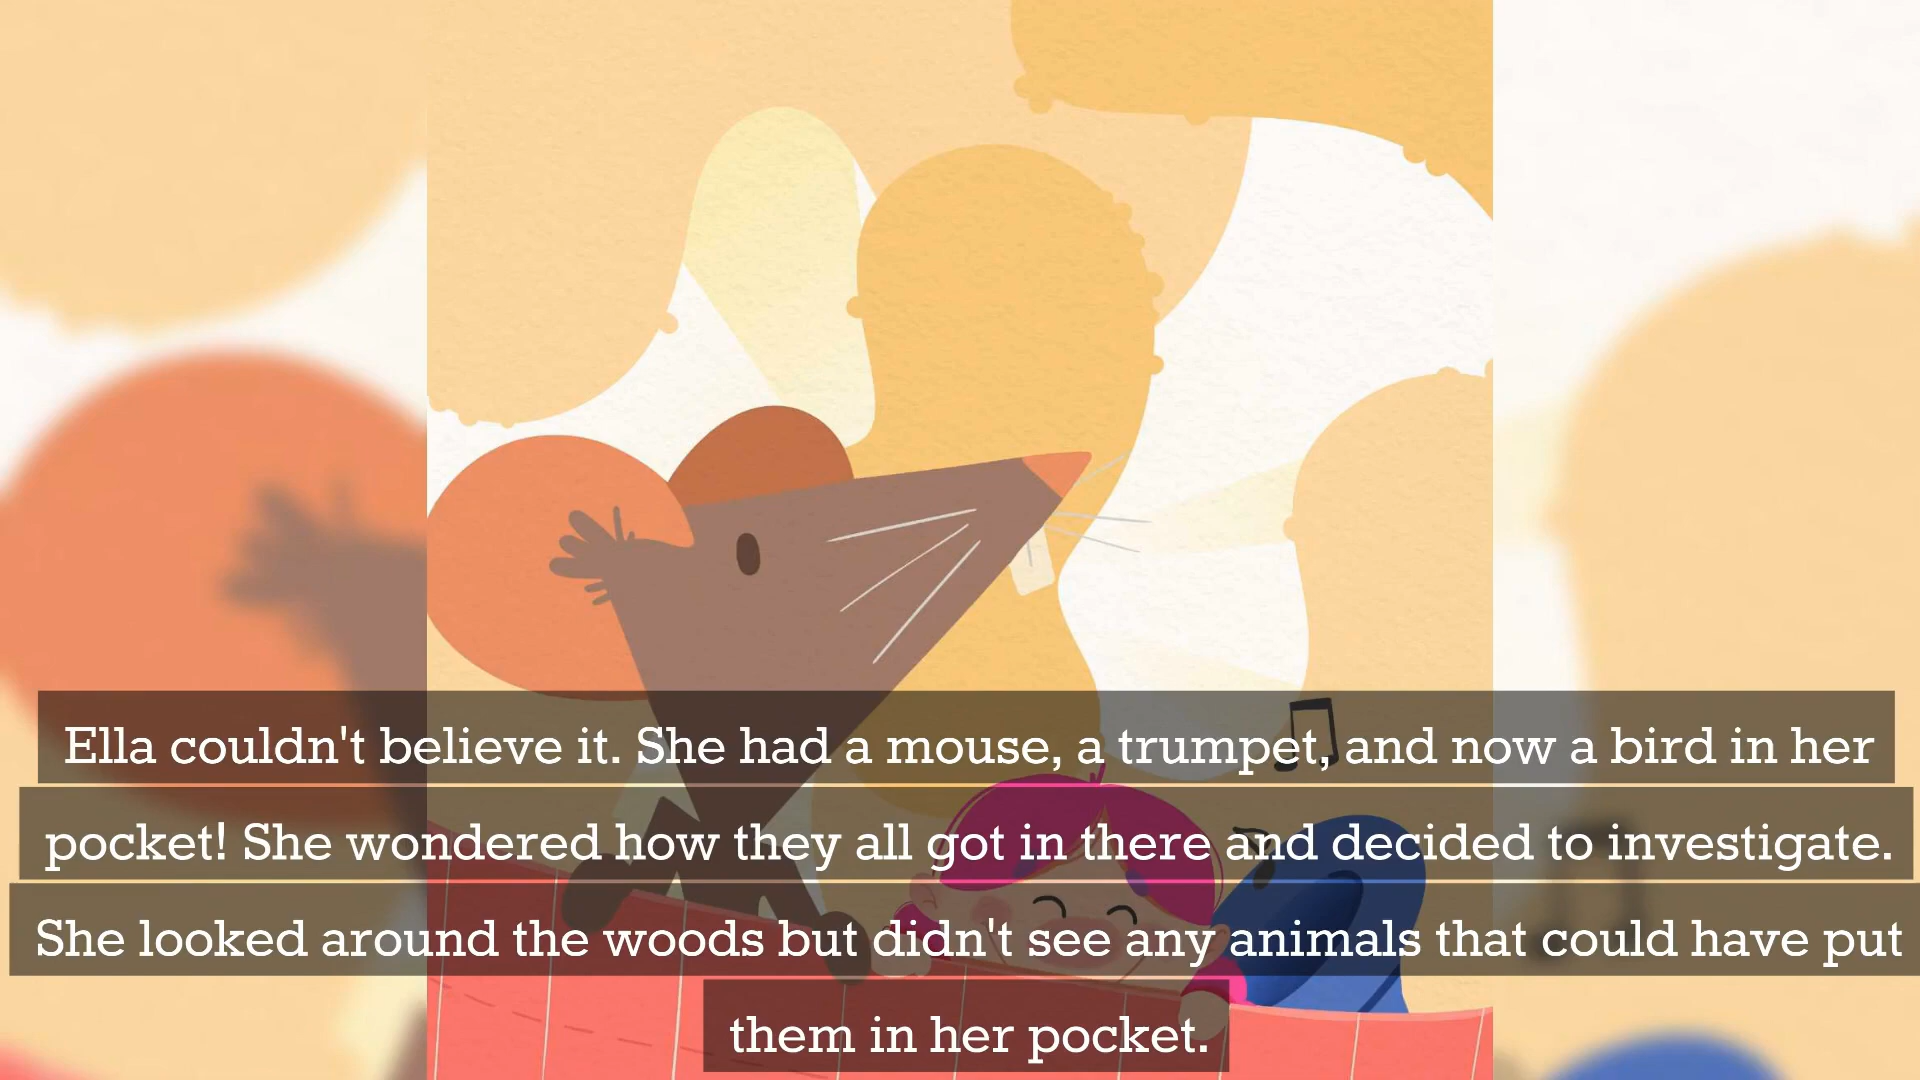 Ella couldn't believe it. She had a mouse, a trumpet, and now a bird in her
pocket! She wondered how they all got in there and decided to investigate.
She looked around the woods but didn't see any animals that could have put
them in her pocket.